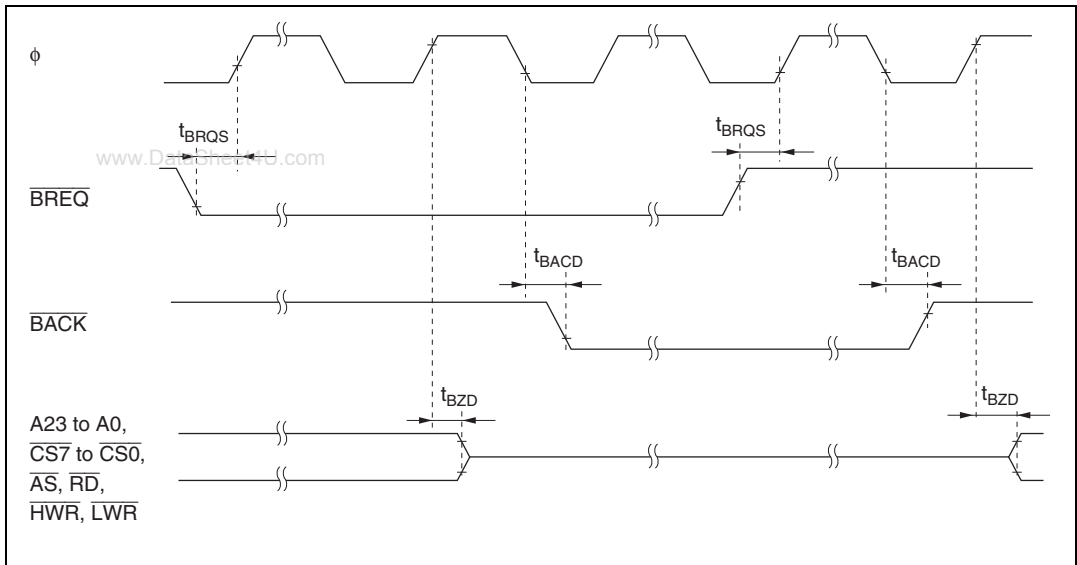 ϕ
tBRQS
tBRQS
www.DataSheet4U.com
BREQ
tBACD
tBACD
BACK
tBZD
tBZD
A23 to A0,
CS7 to CS0,
AS, RD,
HWR, LWR